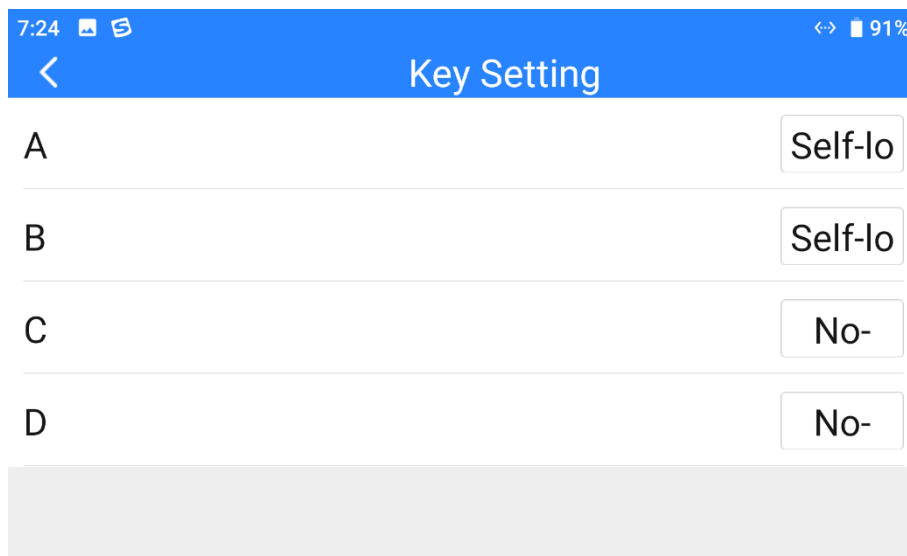 7:24 91%
Key Setting
A Self-lo
B Self-lo
C No-
D No-